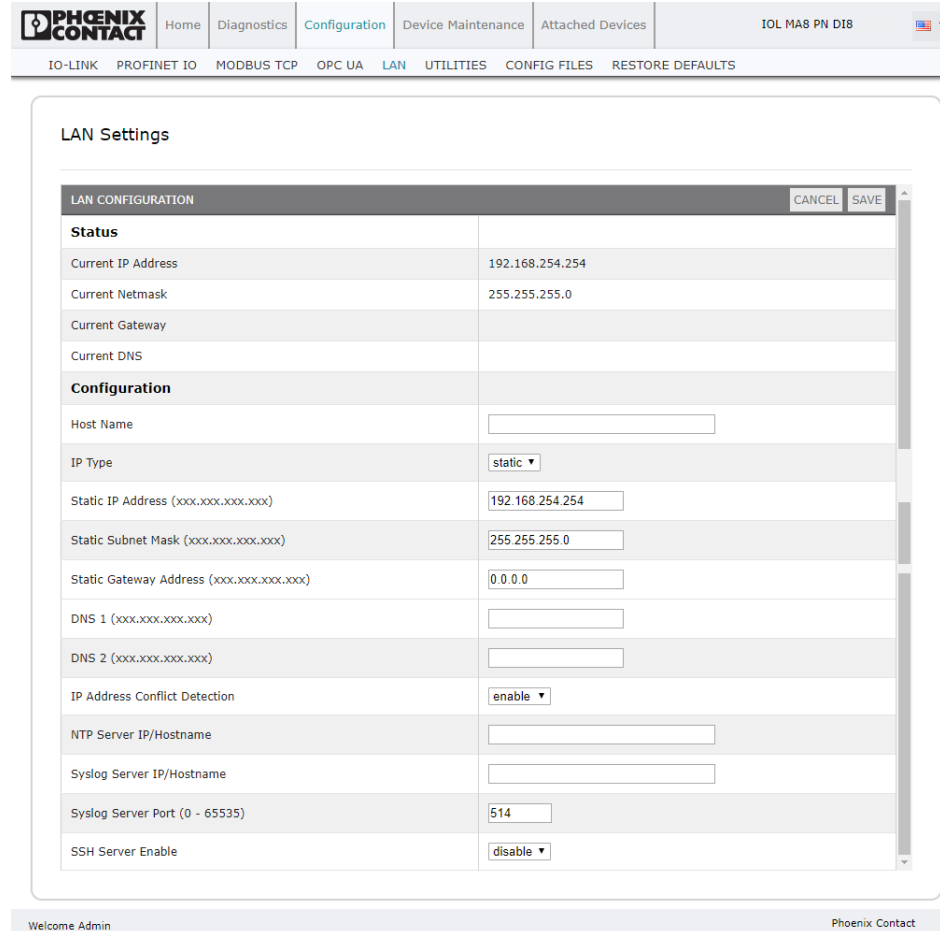 PHŒNIX CONTACT
Home Diagnostics Configuration Device Maintenance Attached Devices IOL MA8 PN DI8
IO-LINK PROFINET IO MODBUS TCP OPC UA LAN UTILITIES CONFIG FILES RESTORE DEFAULTS
LAN Settings
LAN CONFIGURATION CANCEL SAVE
Status
Current IP Address 192.168.254.254
Current Netmask 255.255.255.0
Current Gateway
Current DNS
Configuration
Host Name
IP Type static
Static IP Address (xxx.xxx.xxx.xxx) 192.168.254.254
Static Subnet Mask (xxx.xxx.xxx.xxx) 255.255.255.0
Static Gateway Address (xxx.xxx.xxx.xxx) 0.0.0.0
DNS 1 (xxx.xxx.xxx.xxx)
DNS 2 (xxx.xxx.xxx.xxx)
IP Address Conflict Detection enable
NTP Server IP/Hostname
Syslog Server IP/Hostname
Syslog Server Port (0 - 65535) 514
SSH Server Enable disable
Welcome Admin Phoenix Contact